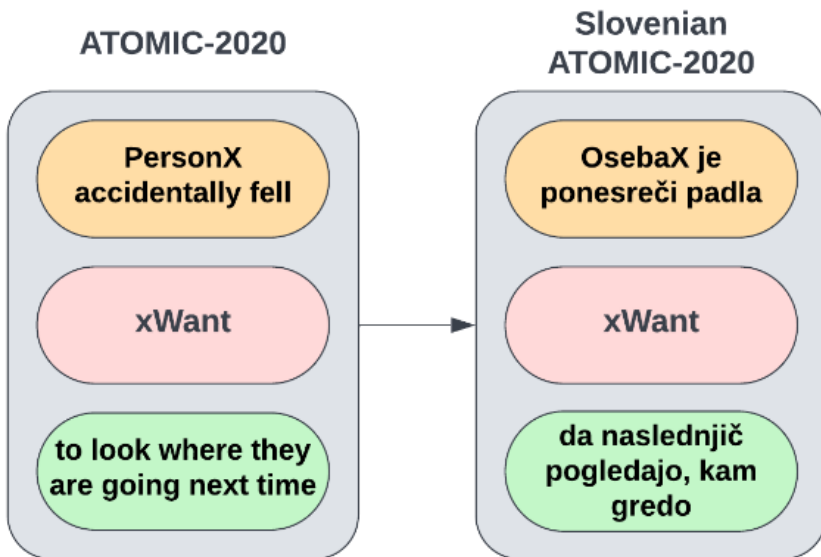 ATOMIC-2020
PersonX
accidentally fell
xWant
to look where they
are going next time
Slovenian
ATOMIC-2020
OsebaX je
ponesreči padla
xWant
da naslednjič
pogledajo, kam
gredo